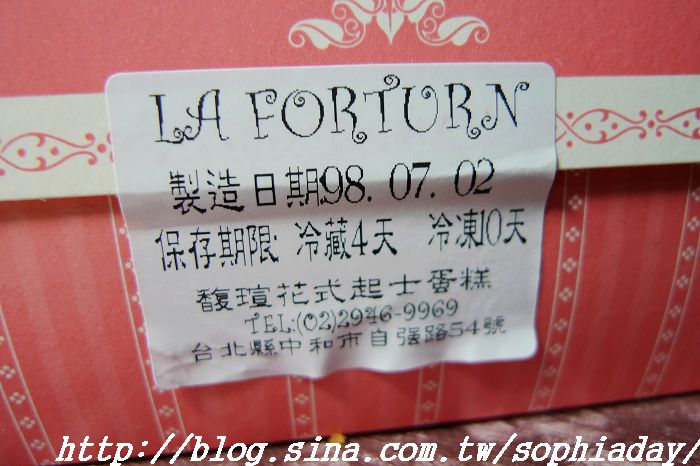 LA FORTURN
製造日期:98.07.02
保存期限: 冷藏4天 冷凍10天
馥瑄花式起士蛋糕
TEL:(02)2946-9969
台北縣中和市自強路54號
http://blog.sina.com.tw/sophiaday/